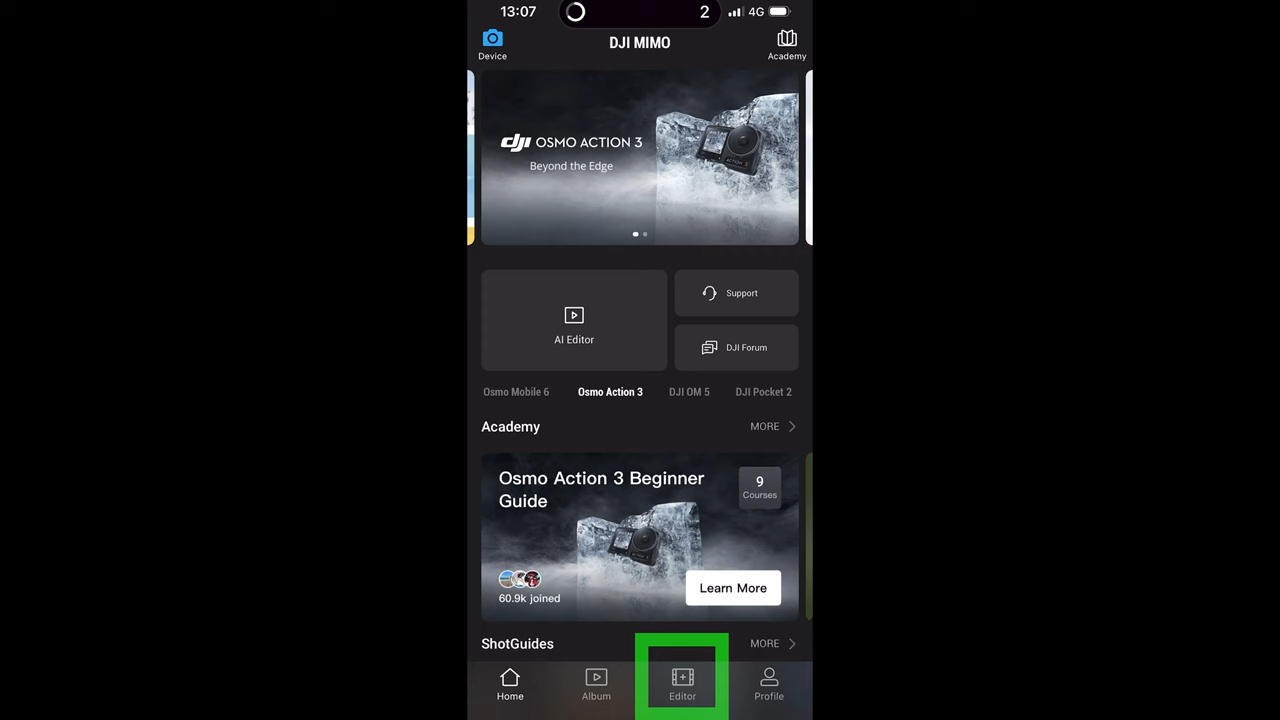 13:07
2
4G
Device
DJI MIMO
Academy
dji OSMO ACTION 3
Beyond the Edge
AI Editor
Support
DJI Forum
Osmo Mobile 6
Osmo Action 3
DJI OM 5
DJI Pocket 2
Academy
MORE
Osmo Action 3 Beginner
Guide
9
Courses
60.9k joined
Learn More
ShotGuides
MORE
Home
Album
Editor
Profile